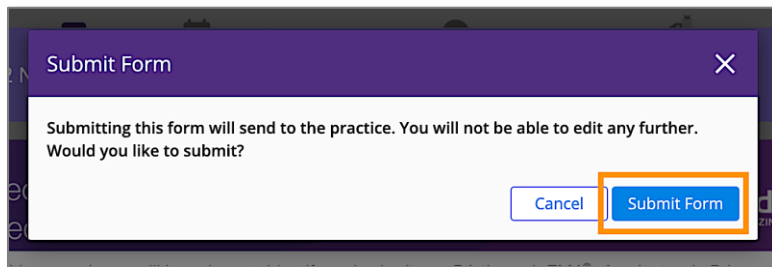 Submit Form
Submitting this form will send to the practice. You will not be able to edit any further.
Would you like to submit?
Cancel
Submit Form